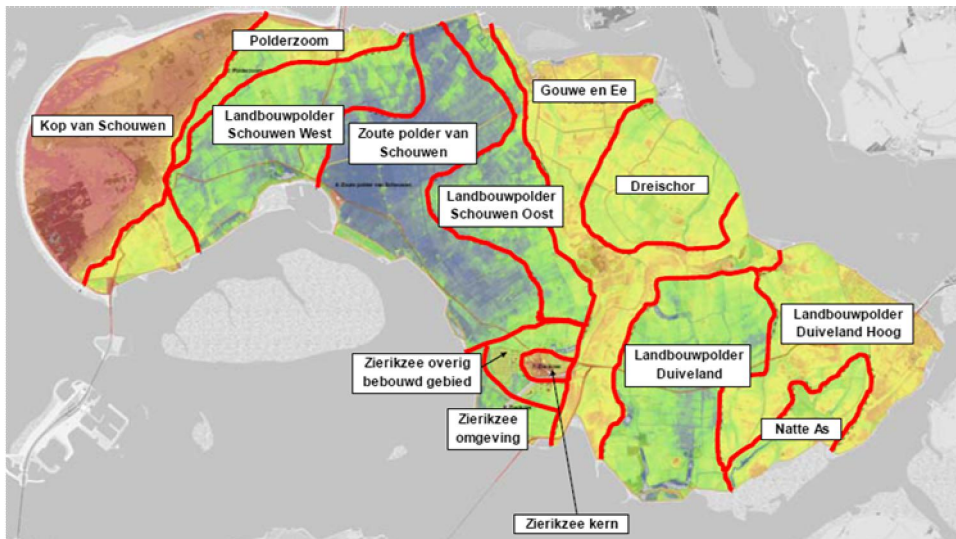 Polderzoom
Gouwe en Ee
Kop van Schouwen
Landbouwpolder
Schouwen West
Zoute polder van
Schouwen
Dreischor
Landbouwpolder
Schouwen Oost
Landbouwpolder
Duiveland Hoog
Zierikzee overig
bebouwd gebied
Landbouwpolder
Duiveland
Zierikzee
omgeving
Natte As
Zierikzee kern